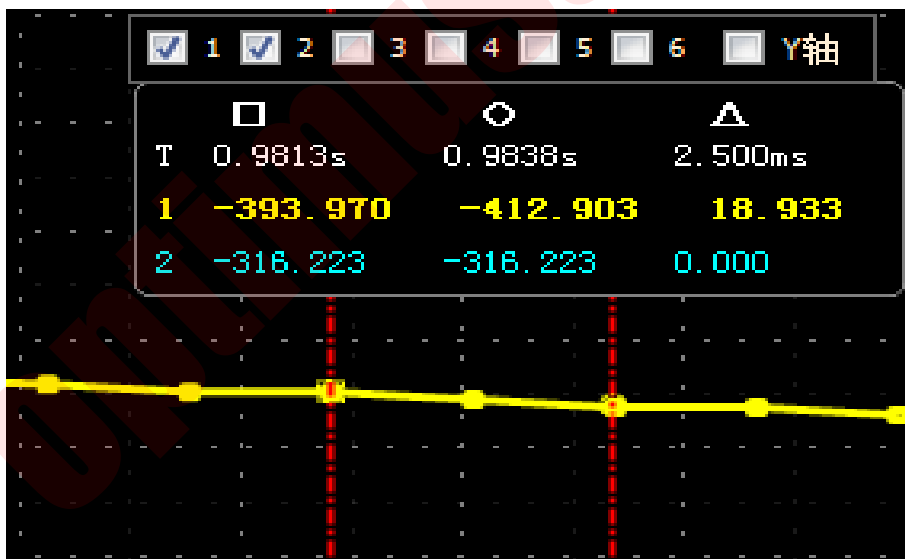 1 2 3 4 5 6 Y轴
T 0.9813s 0.9838s 2.500ms
1 -393.970 -412.903 18.933
2 -316.223 -316.223 0.000
optimus